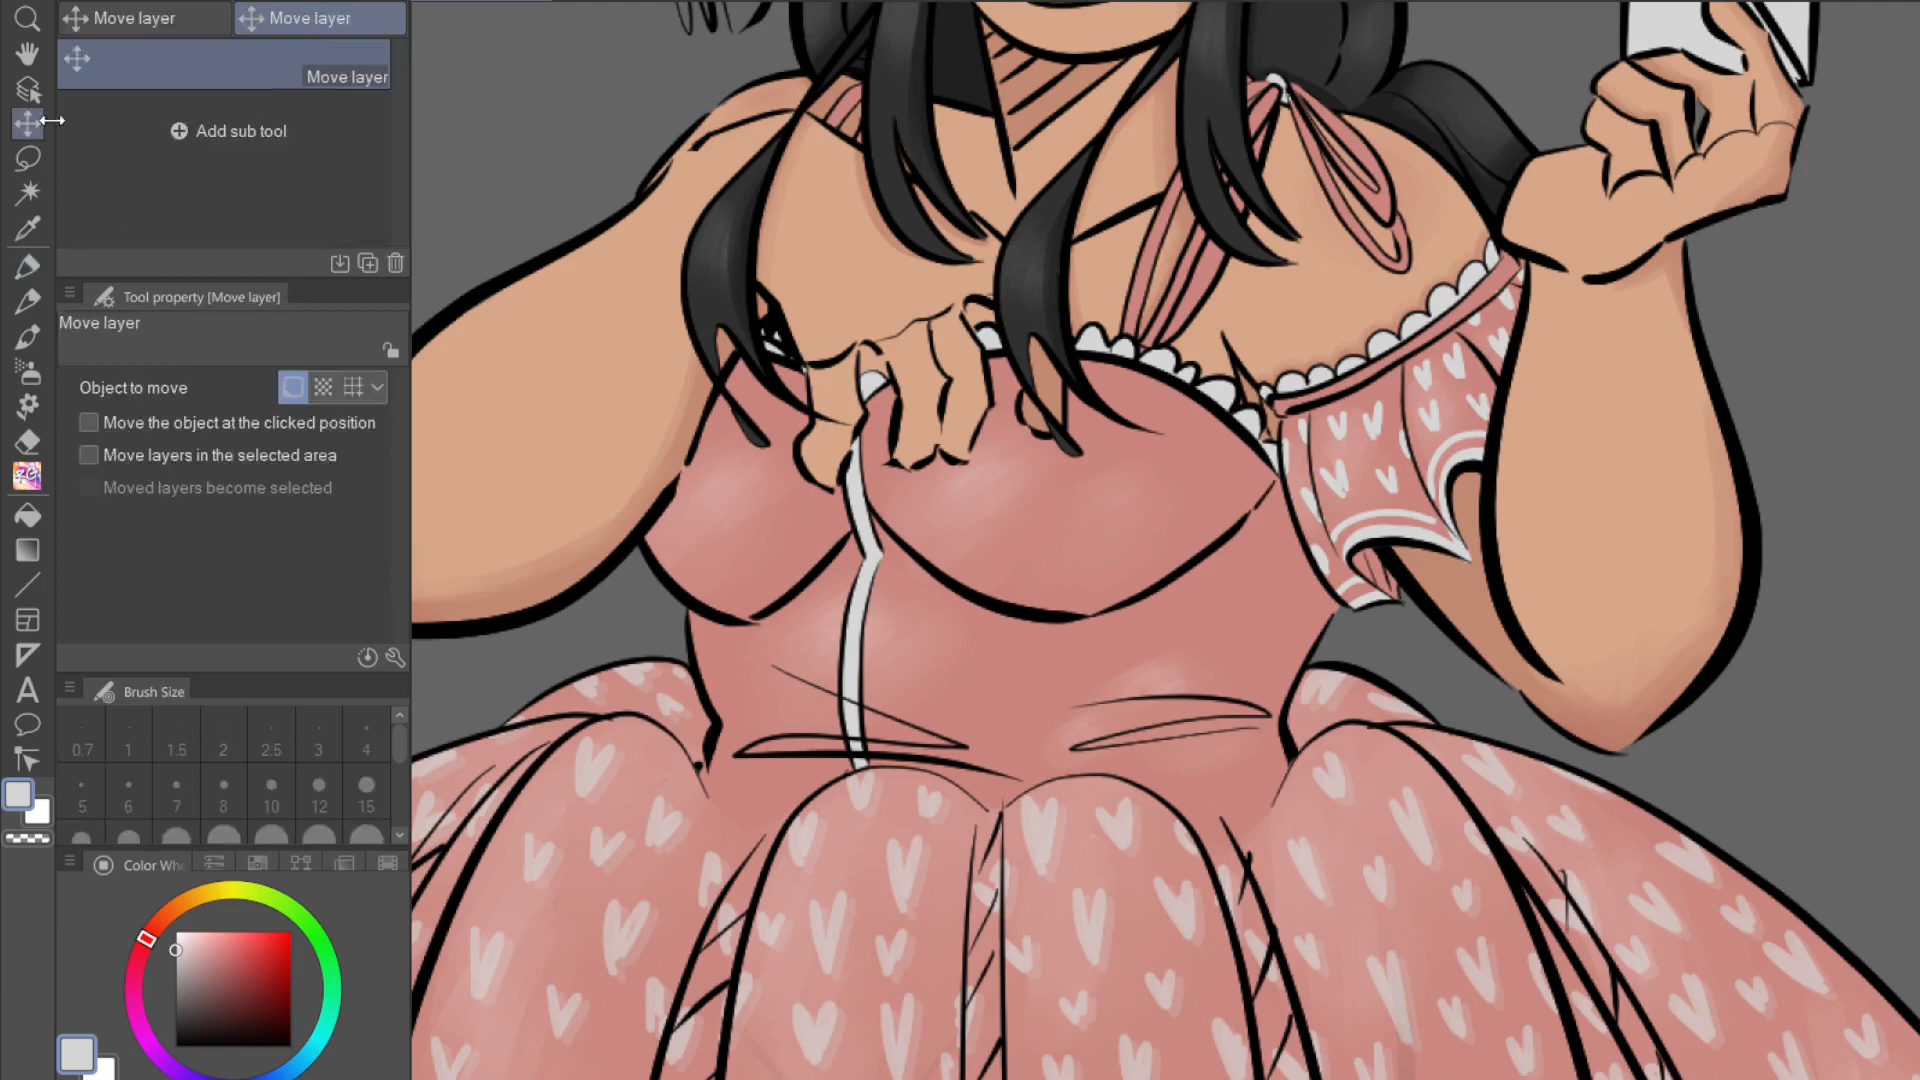 Move layer
Move layer
Move layer
Add sub tool
Tool property [Move layer]
Move layer
Object to move
Move the object at the clicked position
Move layers in the selected area
Moved layers become selected
Brush Size
0.7 1 1.5 2 2.5 3 4
5 6 7 8 10 12 15
Color Whe
A